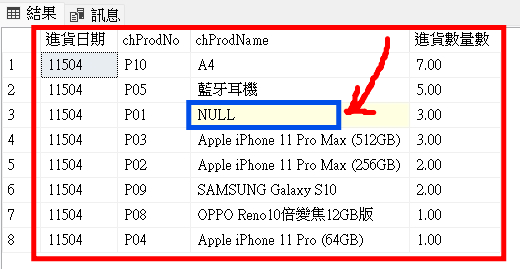 結果 訊息
進貨日期 chProdNo chProdName 進貨數量數
1 11504 P10 A4 7.00
2 11504 P05 藍牙耳機 5.00
3 11504 P01 NULL 3.00
4 11504 P03 Apple iPhone 11 Pro Max (512GB) 3.00
5 11504 P02 Apple iPhone 11 Pro Max (256GB) 2.00
6 11504 P09 SAMSUNG Galaxy S10 2.00
7 11504 P08 OPPO Reno10倍變焦12GB版 1.00
8 11504 P04 Apple iPhone 11 Pro (64GB) 1.00